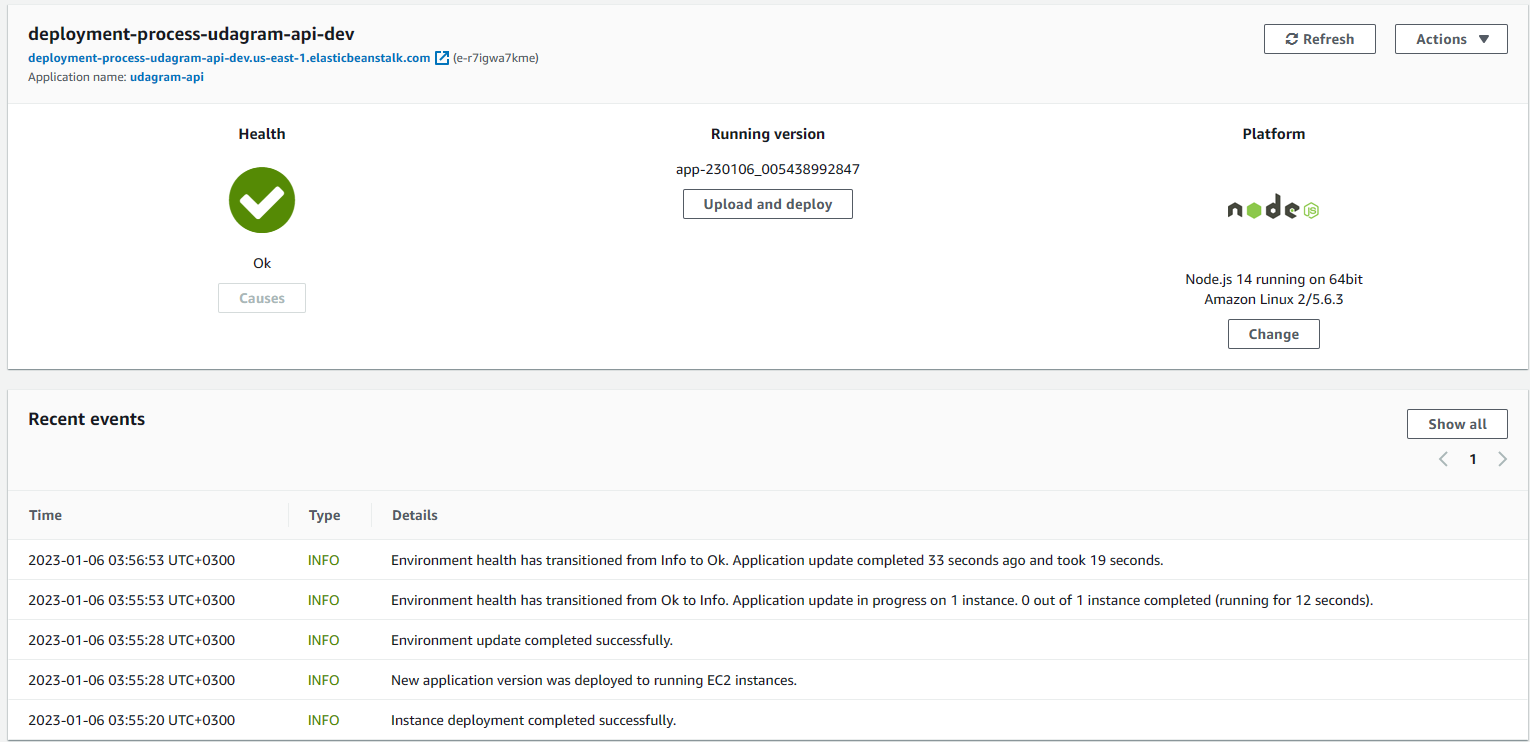 deployment-process-udagram-api-dev
Refresh
Actions
deployment-process-udagram-api-dev.us-east-1.elasticbeanstalk.com (e-r7igwa7kme)
Application name: udagram-api
Health
Running version
Platform
app-230106_005438992847
Upload and deploy
node JS
Ok
Causes
Node.js 14 running on 64bit
Amazon Linux 2/5.6.3
Change
Recent events
Show all
1
Time Type Details
2023-01-06 03:56:53 UTC+0300 INFO Environment health has transitioned from Info to Ok. Application update completed 33 seconds ago and took 19 seconds.
2023-01-06 03:55:53 UTC+0300 INFO Environment health has transitioned from Ok to Info. Application update in progress on 1 instance. 0 out of 1 instance completed (running for 12 seconds).
2023-01-06 03:55:28 UTC+0300 INFO Environment update completed successfully.
2023-01-06 03:55:28 UTC+0300 INFO New application version was deployed to running EC2 instances.
2023-01-06 03:55:20 UTC+0300 INFO Instance deployment completed successfully.